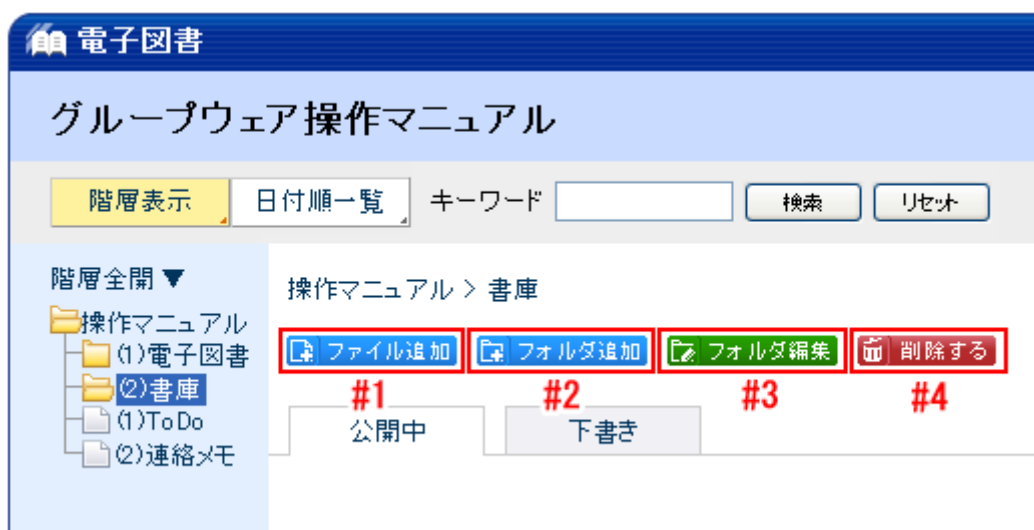 電子図書
グループウェア操作マニュアル
階層表示 日付順一覧 キーワード 検索 リセット
階層全開▼
操作マニュアル
(1)電子図書
(2)書庫
(1)ToDo
(2)連絡メモ
操作マニュアル > 書庫
ファイル追加 フォルダ追加 フォルダ編集 削除する
#1 #2 #3 #4
公開中 下書き